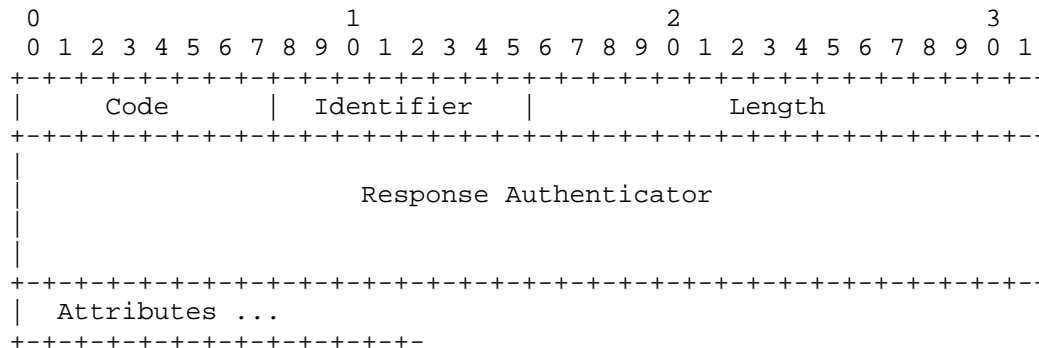 0                   1                   2                   3
 0 1 2 3 4 5 6 7 8 9 0 1 2 3 4 5 6 7 8 9 0 1 2 3 4 5 6 7 8 9 0 1
+-+-+-+-+-+-+-+-+-+-+-+-+-+-+-+-+-+-+-+-+-+-+-+-+-+-+-+-+-+-+-+-
|     Code      |  Identifier   |            Length
+-+-+-+-+-+-+-+-+-+-+-+-+-+-+-+-+-+-+-+-+-+-+-+-+-+-+-+-+-+-+-+-
|
|                     Response Authenticator
|
|
+-+-+-+-+-+-+-+-+-+-+-+-+-+-+-+-+-+-+-+-+-+-+-+-+-+-+-+-+-+-+-+-
|  Attributes ...
+-+-+-+-+-+-+-+-+-+-+-+-+-